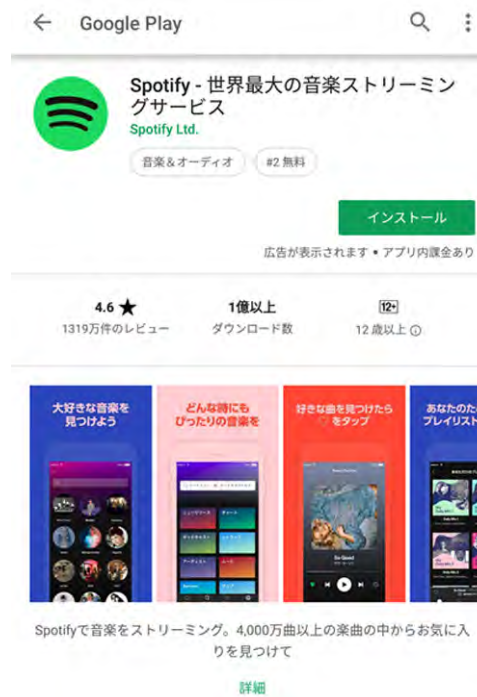 Google Play
Spotify - 世界最大の音楽ストリーミン
グサービス
Spotify Ltd.
音楽＆オーディオ
#2 無料
インストール
広告が表示されます • アプリ内課金あり
4.6 ★
1億以上
12+
1319万件のレビュー
ダウンロード数
12 歳以上
大好きな音楽を
見つけよう
どんな時にも
ぴったりの音楽を
好きな曲を見つけたら
♡をタップ
あなたのため
プレイリスト
So Good
Spotifyで音楽をストリーミング。4,000万曲以上の楽曲の中からお気に入
りを見つけて
詳細